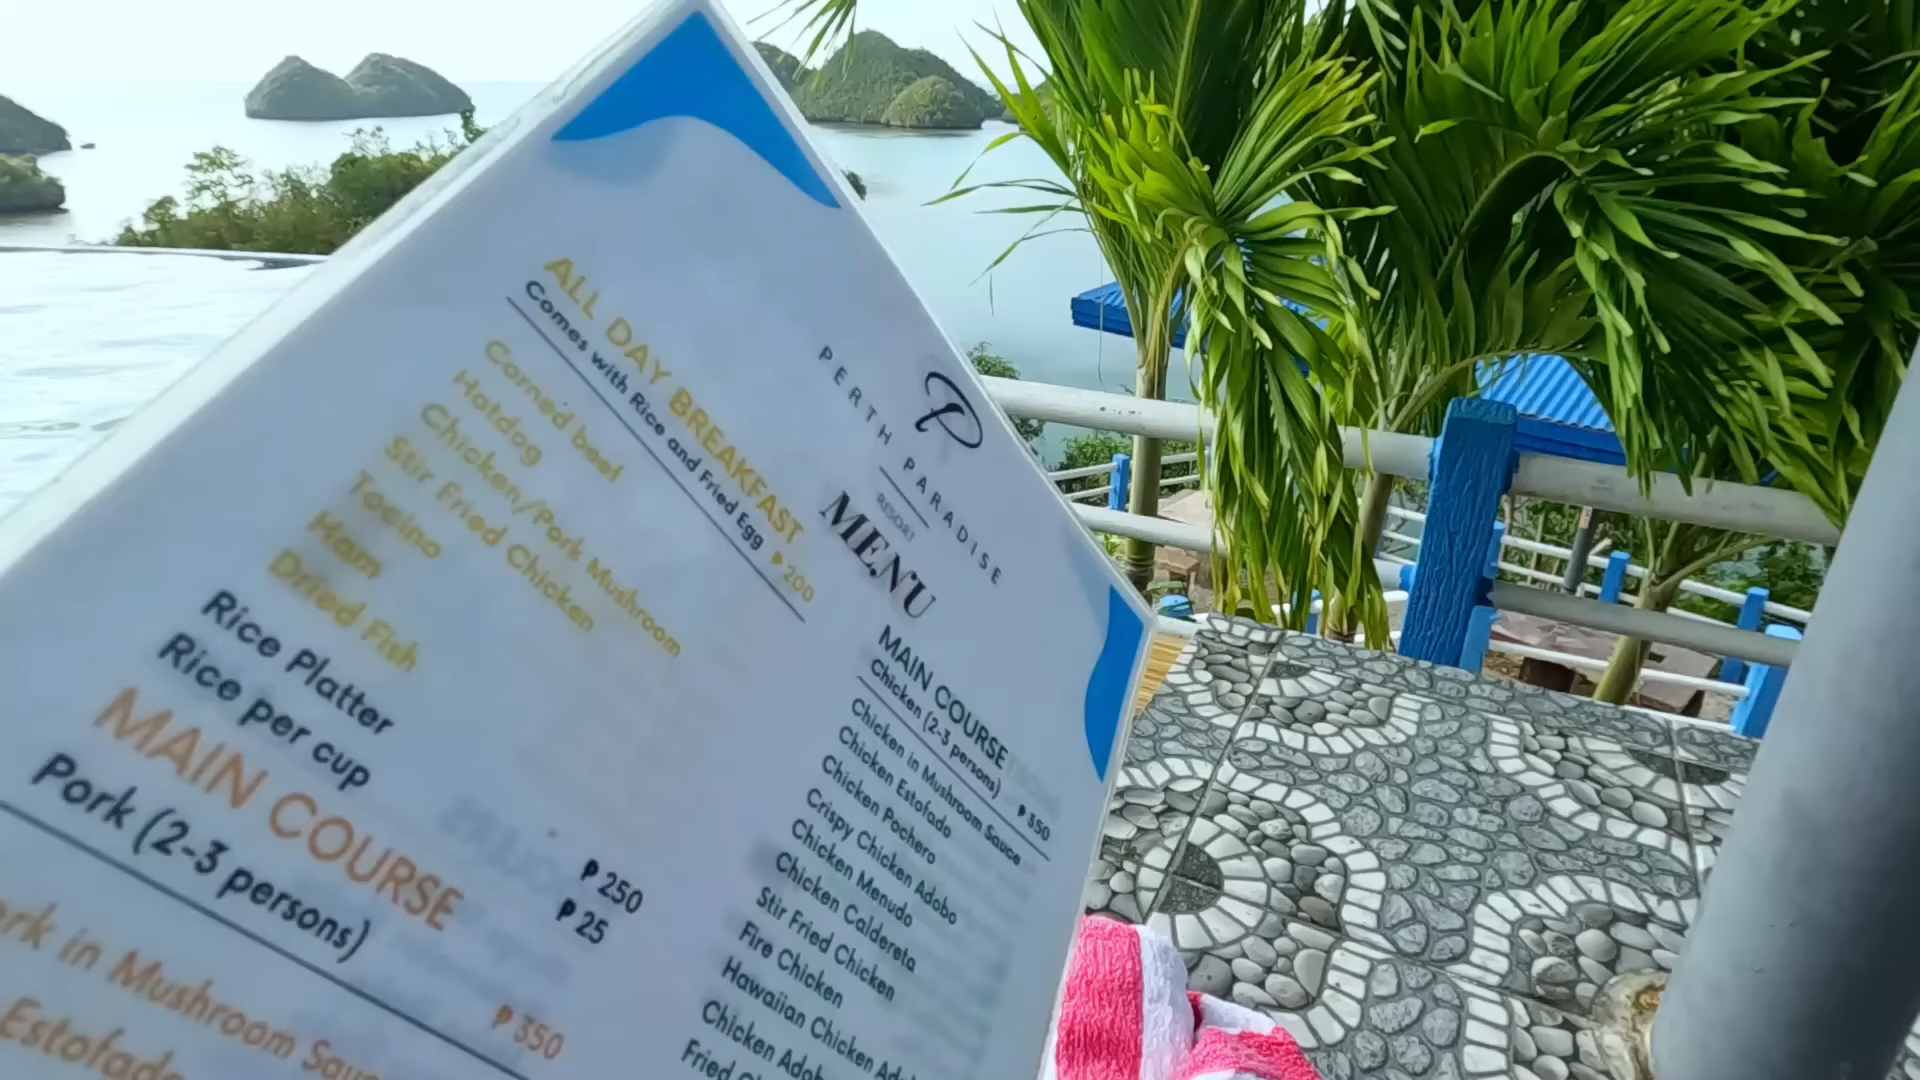 PERTH PARADISE
RESORT
MENU
ALL DAY BREAKFAST
Comes with Rice and Fried Egg ₱ 200
Corned beef
Hotdog
Chicken/Pork Mushroom
Stir Fried Chicken
Tocino
Ham
Dried Fish
Rice Platter ₱ 250
Rice per cup ₱ 25
MAIN COURSE
Pork (2-3 persons) ₱ 350
in Mushroom
Estofado
MAIN COURSE
Chicken (2-3 persons) ₱ 350
Chicken in Mushroom Sauce
Chicken Estofado
Chicken Pochero
Crispy Chicken Adobo
Chicken Menudo
Chicken Caldereta
Stir Fried Chicken
Fire Chicken
Hawaiian Chicken
Chicken
Fried